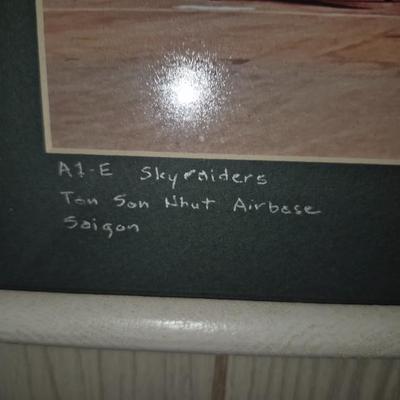 A1-E Skyraiders
Tan Son Nhut Airbase
Saigon